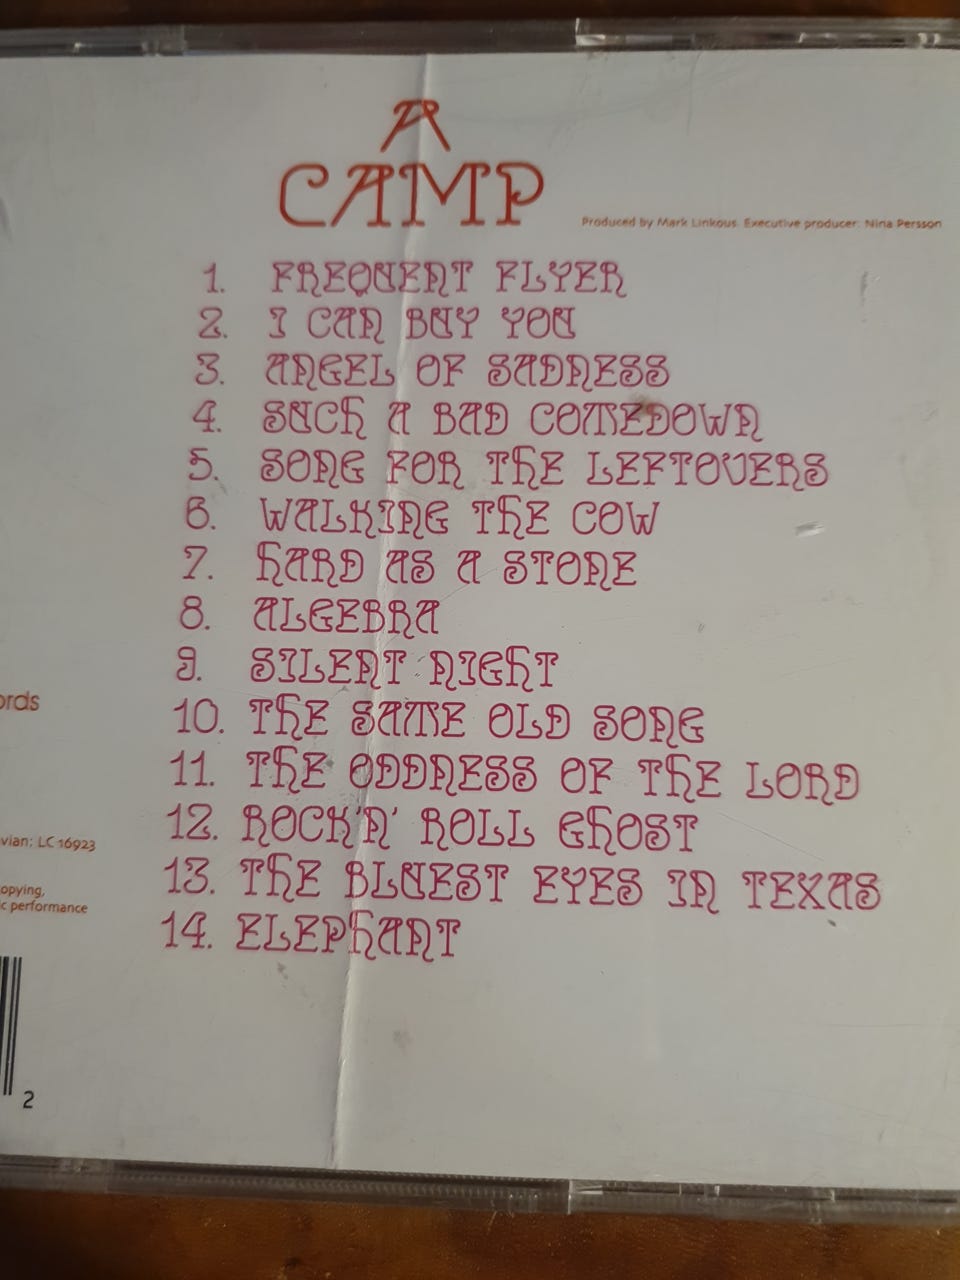 A
CAMP
Produced by Mark Linkous. Executive producer: Nina Persson
1. FREQUENT FLYER
2. I CAN BUY YOU
3. ANGEL OF SADNESS
4. SUCH A BAD COMEDOWN
5. SONG FOR THE LEFTOVERS
6. WALKING THE COW
7. HARD AS A STONE
8. ALGEBRA
9. SILENT NIGHT
10. THE SAME OLD SONG
11. THE ODDNESS OF THE LORD
12. ROCK'N' ROLL GHOST
13. THE BLUEST EYES IN TEXAS
14. ELEPHANT
ords
vian; LC 16923
opying,
c performance
2